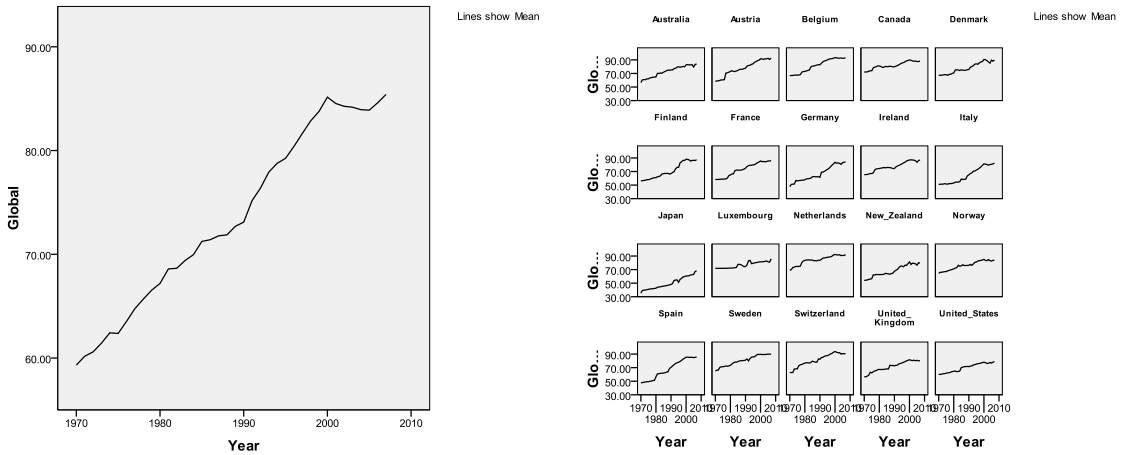 Lines show Mean
90.00
80.00
70.00
60.00
Global
1970 1980 1990 2000 2010
Year
Lines show Mean
Australia Austria Belgium Canada Denmark
Glo...
90.00
70.00
50.00
30.00
Finland France Germany Ireland Italy
Glo...
90.00
70.00
50.00
30.00
Japan Luxembourg Netherlands New_Zealand Norway
Glo...
90.00
70.00
50.00
30.00
Spain Sweden Switzerland United_ United_States
Kingdom
Glo...
90.00
70.00
50.00
30.00
1970 1990 2010 1970 1990 2010 1970 1990 2010 1970 1990 2010 1970 1990 2010
1980 2000 1980 2000 1980 2000 1980 2000 1980 2000
Year Year Year Year Year